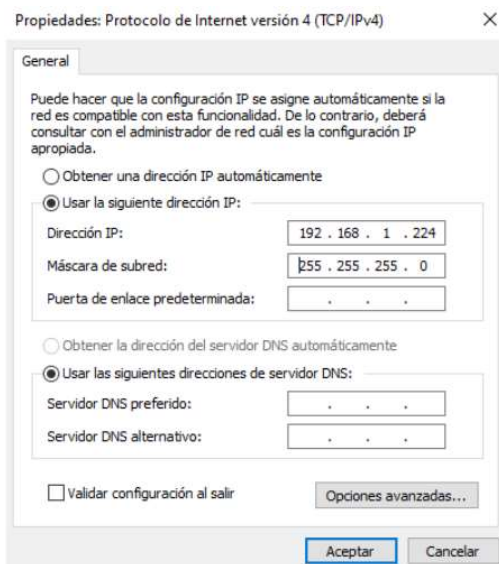 Propiedades: Protocolo de Internet versión 4 (TCP/IPv4)
General
Puede hacer que la configuración IP se asigne automáticamente si la
red es compatible con esta funcionalidad. De lo contrario, deberá
consultar con el administrador de red cuál es la configuración IP
apropiada.
Obtener una dirección IP automáticamente
Usar la siguiente dirección IP:
Dirección IP: 192 . 168 . 1 . 224
Máscara de subred: 255 . 255 . 255 . 0
Puerta de enlace predeterminada: . . .
Obtener la dirección del servidor DNS automáticamente
Usar las siguientes direcciones de servidor DNS:
Servidor DNS preferido: . . .
Servidor DNS alternativo: . . .
Validar configuración al salir Opciones avanzadas...
Aceptar Cancelar